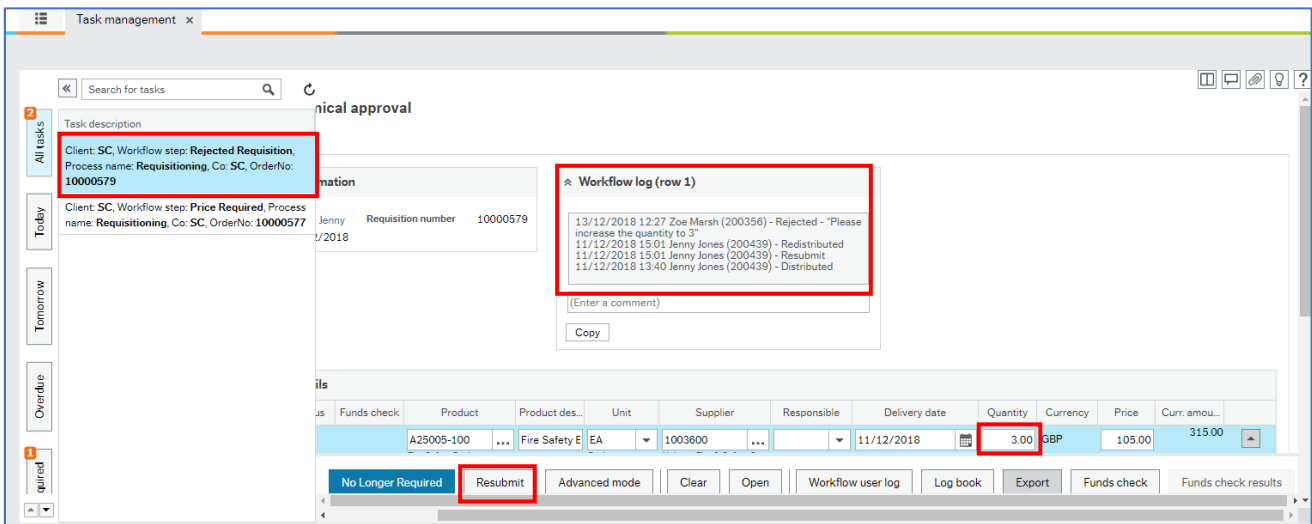 Task management ×
Search for tasks
?
nical approval
2
All tasks
Task description
Client: SC, Workflow step: Rejected Requisition,
Process name: Requisitioning, Co: SC, OrderNo:
10000579
Client: SC, Workflow step: Price Required, Process
name: Requisitioning, Co: SC, OrderNo: 10000577
Today
Tomorrow
Overdue
1
quired
mation
Jenny Requisition number 10000579
2/2018
Workflow log (row 1)
13/12/2018 12:27 Zoe Marsh (200356) - Rejected - "Please
increase the quantity to 3"
11/12/2018 15:01 Jenny Jones (200439) - Redistributed
11/12/2018 15:01 Jenny Jones (200439) - Resubmit
11/12/2018 13:40 Jenny Jones (200439) - Distributed
(Enter a comment)
Copy
ils
us Funds check Product Product des... Unit Supplier Responsible Delivery date Quantity Currency Price Curr. amou...
A25005-100 ... Fire Safety E EA 1003600 ... 11/12/2018 3.00 GBP 105.00 315.00
No Longer Required Resubmit Advanced mode Clear Open Workflow user log Log book Export Funds check Funds check results